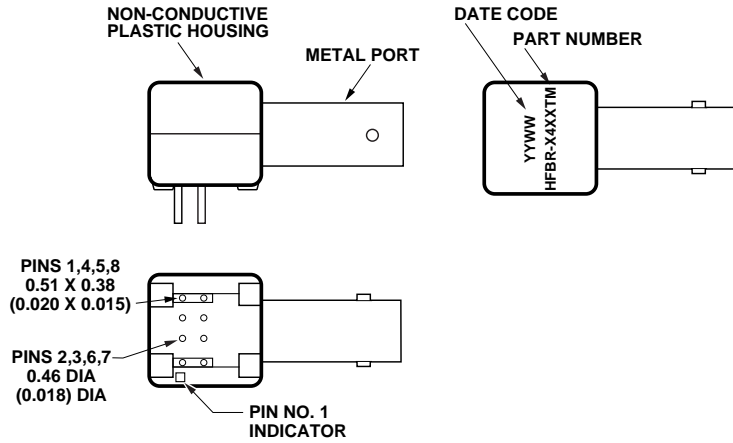 NON-CONDUCTIVE
PLASTIC HOUSING
METAL PORT
DATE CODE
PART NUMBER
YYWW
HFBR-X4XXTM
PINS 1,4,5,8
0.51 X 0.38
(0.020 X 0.015)
PINS 2,3,6,7
0.46 DIA
(0.018) DIA
PIN NO. 1
INDICATOR